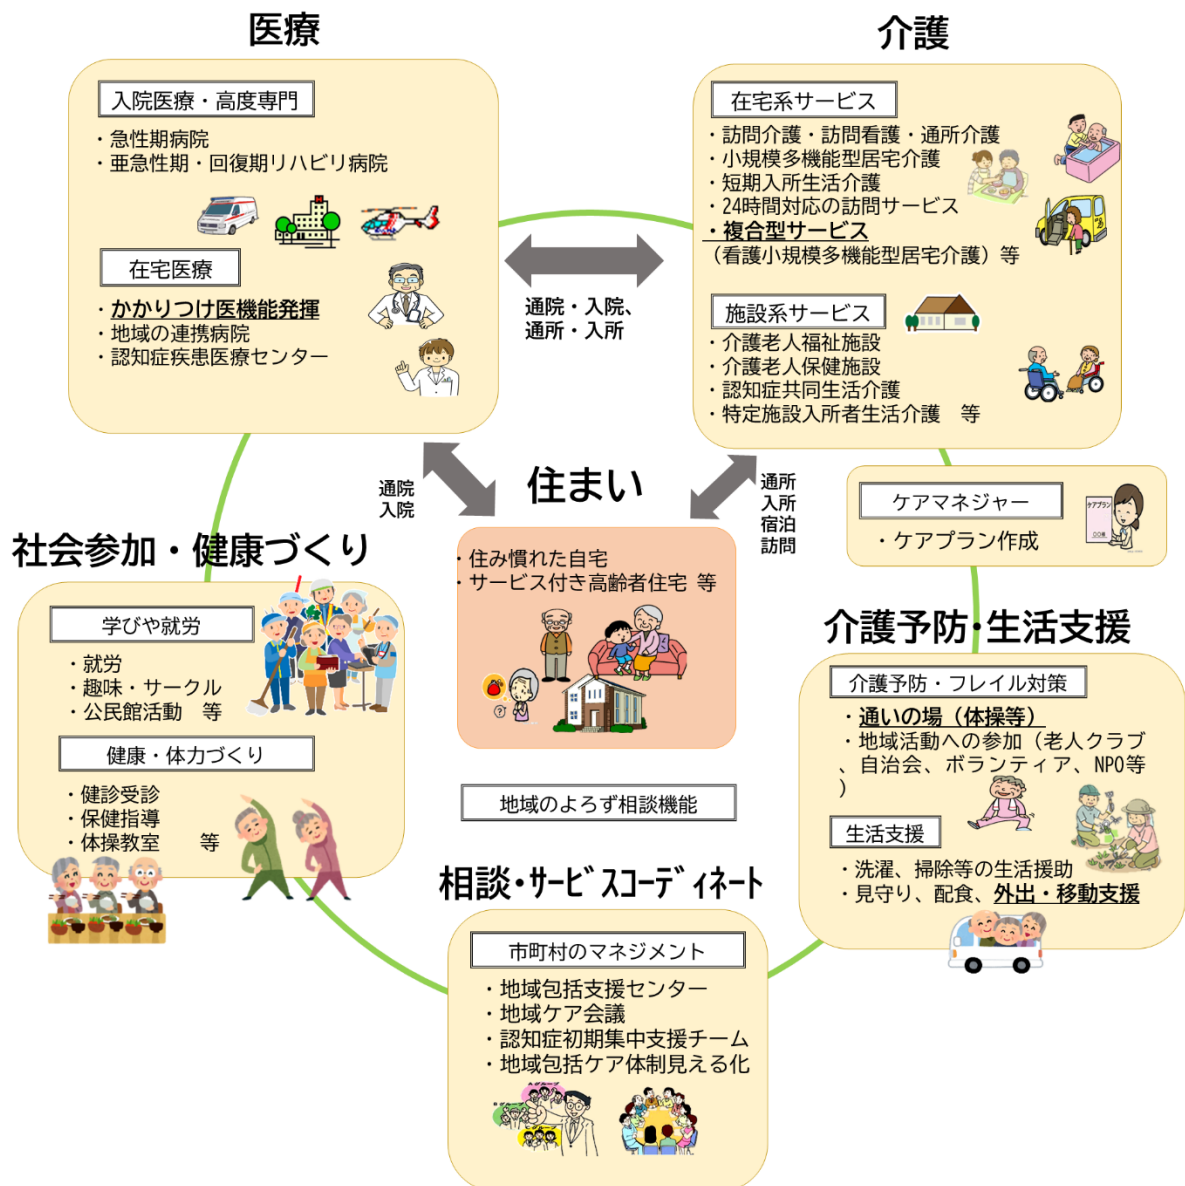 医療
入院医療・高度専門
・急性期病院
・亜急性期・回復期リハビリ病院
在宅医療
・かかりつけ医機能発揮
・地域の連携病院
・認知症疾患医療センター
介護
在宅系サービス
・訪問介護・訪問看護・通所介護
・小規模多機能型居宅介護
・短期入所生活介護
・24時間対応の訪問サービス
・複合型サービス
（看護小規模多機能型居宅介護）等
施設系サービス
・介護老人福祉施設
・介護老人保健施設
・認知症共同生活介護
・特定施設入所者生活介護　等
通院・入院、
通所・入所
通院
入院
住まい
・住み慣れた自宅
・サービス付き高齢者住宅 等
通所
入所
宿泊
訪問
ケアマネジャー
・ケアプラン作成
ケアプラン
社会参加・健康づくり
学びや就労
・就労
・趣味・サークル
・公民館活動　等
健康・体力づくり
・健診受診
・保健指導
・体操教室　　等
介護予防･生活支援
介護予防・フレイル対策
・通いの場（体操等）
・地域活動への参加（老人クラブ
、自治会、ボランティア、NPO等
）
生活支援
・洗濯、掃除等の生活援助
・見守り、配食、外出・移動支援
地域のよろず相談機能
相談･ｻｰﾋﾞｽｺｰﾃﾞｨﾈｰﾄ
市町村のマネジメント
・地域包括支援センター
・地域ケア会議
・認知症初期集中支援チーム
・地域包括ケア体制見える化